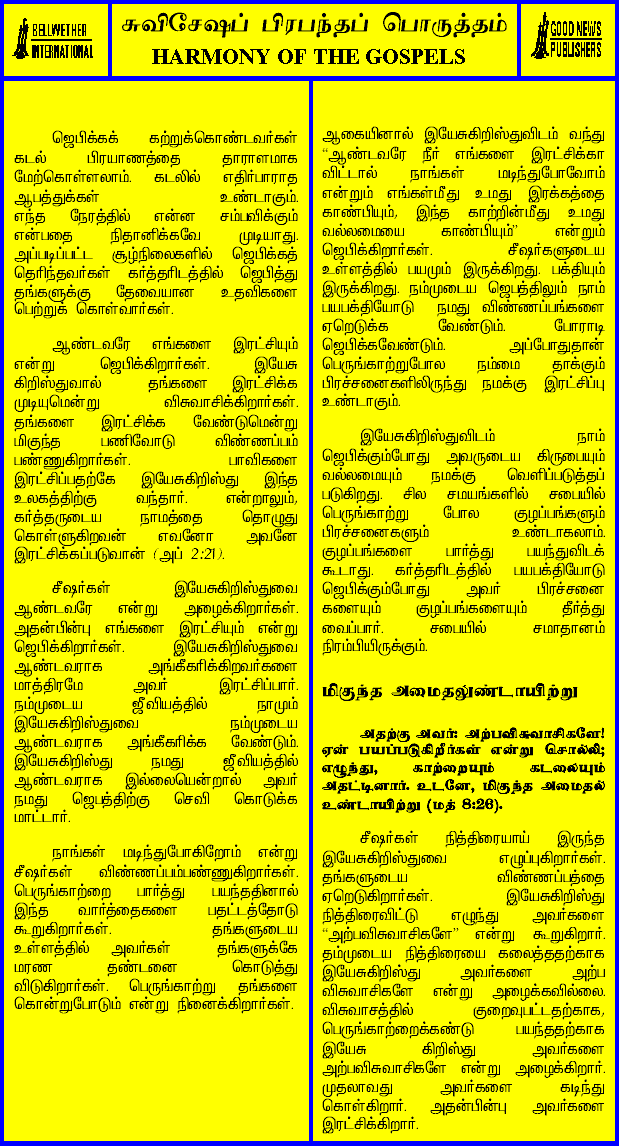 BELLWETHER
INTERNATIONAL
சுவிசேஷப் பிரபந்தப் பொருத்தம்
HARMONY OF THE GOSPELS
GOOD NEWS
PUBLISHERS
ஜெபிக்கக் கற்றுக்கொண்டவர்கள்
கடல் பிரயாணத்தை தாராளமாக
மேற்கொள்ளலாம். கடலில் எதிர்பாராத
ஆபத்துக்கள் உண்டாகும்.
எந்த நேரத்தில் என்ன சம்பவிக்கும்
என்பதை நிதானிக்கவே முடியாது.
அப்படிப்பட்ட சூழ்நிலைகளில் ஜெபிக்கத்
தெரிந்தவர்கள் கர்த்தரிடத்தில் ஜெபித்து
தங்களுக்கு தேவையான உதவிகளை
பெற்றுக் கொள்வார்கள்.
ஆண்டவரே எங்களை இரட்சியும்
என்று ஜெபிக்கிறார்கள். இயேசு
கிறிஸ்துவால் தங்களை இரட்சிக்க
முடியுமென்று விசுவாசிக்கிறார்கள்.
தங்களை இரட்சிக்க வேண்டுமென்று
மிகுந்த பணிவோடு விண்ணப்பம்
பண்ணுகிறார்கள். பாவிகளை
இரட்சிப்பதற்கே இயேசுகிறிஸ்து இந்த
உலகத்திற்கு வந்தார். என்றாலும்,
கர்த்தருடைய நாமத்தை தொழுது
கொள்ளுகிறவன் எவனோ அவனே
இரட்சிக்கப்படுவான் (அப் 2:21).
சீஷர்கள் இயேசுகிறிஸ்துவை
ஆண்டவரே என்று அழைக்கிறார்கள்.
அதன்பின்பு எங்களை இரட்சியும் என்று
ஜெபிக்கிறார்கள். இயேசுகிறிஸ்துவை
ஆண்டவராக அங்கீகரிக்கிறவர்களை
மாத்திரமே அவர் இரட்சிப்பார்.
நம்முடைய ஜீவியத்தில் நாமும்
இயேசுகிறிஸ்துவை நம்முடைய
ஆண்டவராக அங்கீகரிக்க வேண்டும்.
இயேசுகிறிஸ்து நமது ஜீவியத்தில்
ஆண்டவராக இல்லையென்றால் அவர்
நமது ஜெபத்திற்கு செவி கொடுக்க
மாட்டார்.
நாங்கள் மடிந்துபோகிறோம் என்று
சீஷர்கள் விண்ணப்பம்பண்ணுகிறார்கள்.
பெருங்காற்றை பார்த்து பயந்ததினால்
இந்த வார்த்தைகளை பதட்டத்தோடு
கூறுகிறார்கள். தங்களுடைய
உள்ளத்தில் அவர்கள் தங்களுக்கே
மரண தண்டனை கொடுத்து
விடுகிறார்கள். பெருங்காற்று தங்களை
கொன்றுபோடும் என்று நினைக்கிறார்கள்.
ஆகையினால் இயேசுகிறிஸ்துவிடம் வந்து
“ஆண்டவரே நீர் எங்களை இரட்சிக்கா
விட்டால் நாங்கள் மடிந்துபோவோம்
என்றும் எங்கள்மீது உமது இரக்கத்தை
காண்பியும், இந்த காற்றின்மீது உமது
வல்லமையை காண்பியும்” என்றும்
ஜெபிக்கிறார்கள். சீஷர்களுடைய
உள்ளத்தில் பயமும் இருக்கிறது. பக்தியும்
இருக்கிறது. நம்முடைய ஜெபத்திலும் நாம்
பயபக்தியோடு நமது விண்ணப்பங்களை
ஏறெடுக்க வேண்டும். போராடி
ஜெபிக்கவேண்டும். அப்போதுதான்
பெருங்காற்றுபோல நம்மை தாக்கும்
பிரச்சனைகளிலிருந்து நமக்கு இரட்சிப்பு
உண்டாகும்.
இயேசுகிறிஸ்துவிடம் நாம்
ஜெபிக்கும்போது அவருடைய கிருபையும்
வல்லமையும் நமக்கு வெளிப்படுத்தப்
படுகிறது. சில சமயங்களில் சபையில்
பெருங்காற்று போல குழப்பங்களும்
பிரச்சனைகளும் உண்டாகலாம்.
குழப்பங்களை பார்த்து பயந்துவிடக்
கூடாது. கர்த்தரிடத்தில் பயபக்தியோடு
ஜெபிக்கும்போது அவர் பிரச்சனை
களையும் குழப்பங்களையும் தீர்த்து
வைப்பார். சபையில் சமாதானம்
நிரம்பியிருக்கும்.
மிகுந்த அமைதலுண்டாயிற்று
அதற்கு அவர்: அற்பவிசுவாசிகளே!
ஏன் பயப்படுகிறீர்கள் என்று சொல்லி;
எழுந்து, காற்றையும் கடலையும்
அதட்டினார். உடனே, மிகுந்த அமைதல்
உண்டாயிற்று (மத் 8:26).
சீஷர்கள் நித்திரையாய் இருந்த
இயேசுகிறிஸ்துவை எழுப்புகிறார்கள்.
தங்களுடைய விண்ணப்பத்தை
ஏறெடுகிறார்கள். இயேசுகிறிஸ்து
நித்திரைவிட்டு எழுந்து அவர்களை
“அற்பவிசுவாசிகளே” என்று கூறுகிறார்.
தம்முடைய நித்திரையை கலைத்ததற்காக
இயேசுகிறிஸ்து அவர்களை அற்ப
விசுவாசிகளே என்று அழைக்கவில்லை.
விசுவாசத்தில் குறைவுபட்டதற்காக,
பெருங்காற்றைக்கண்டு பயந்ததற்காக
இயேசு கிறிஸ்து அவர்களை
அற்பவிசுவாசிகளே என்று அழைக்கிறார்.
முதலாவது அவர்களை கடிந்து
கொள்கிறார். அதன்பின்பு அவர்களை
இரட்சிக்கிறார்.